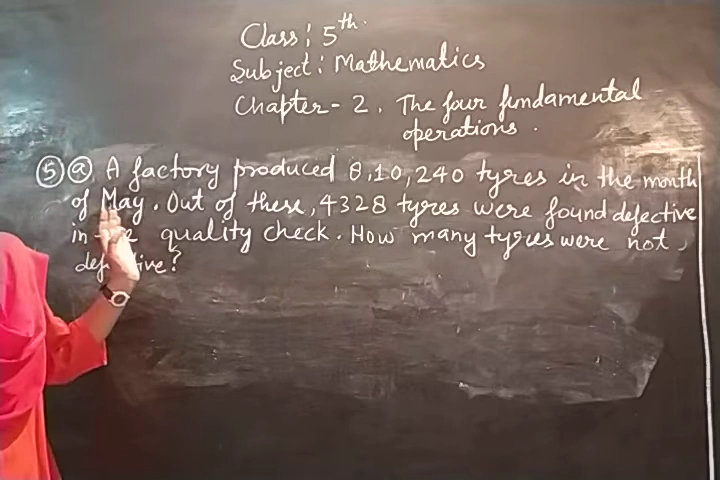 Class: 5th.
Subject: Mathematics
Chapter - 2. The four fundamental
operations.
5 a A factory produced 8,10,240 tyres in the month
of May. Out of these, 4328 tyres were found defective
in quality check. How many tyres were not
?